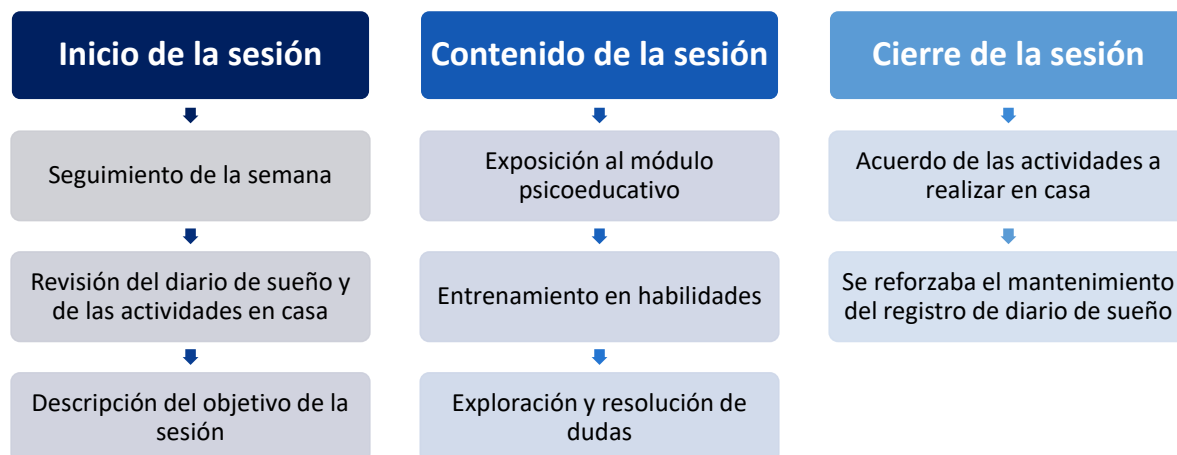 Inicio de la sesión
Seguimiento de la semana
Revisión del diario de sueño y
de las actividades en casa
Descripción del objetivo de la
sesión
Contenido de la sesión
Exposición al módulo
psicoeducativo
Entrenamiento en habilidades
Exploración y resolución de
dudas
Cierre de la sesión
Acuerdo de las actividades a
realizar en casa
Se reforzaba el mantenimiento
del registro de diario de sueño